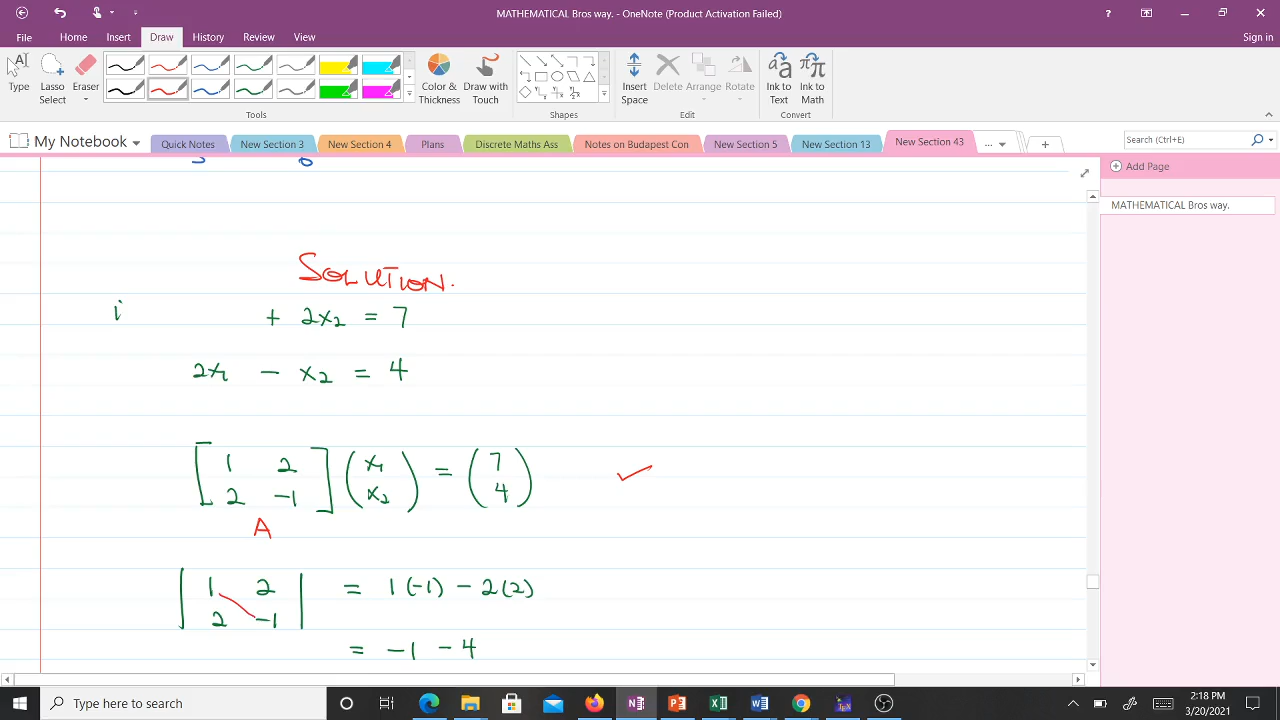 MATHEMATICAL Bros way. - OneNote (Product Activation Failed)
File Home Insert Draw History Review View Sign in
Type Lasso Select Eraser Color & Thickness Draw with Touch Insert Space Delete Arrange Rotate Ink to Text Ink to Math
Tools Shapes Edit Convert
My Notebook Quick Notes New Section 3 New Section 4 Plans Discrete Maths Ass Notes on Budapest Con New Section 5 New Section 13 New Section 43 ... + Search (Ctrl+E)
Add Page
MATHEMATICAL Bros way.
SOLUTION.
i + 2x₂ = 7
2x₁ - x₂ = 4
[1 2] (x₁) = (7)
[2 -1] (x₂) (4)
A
|1 2| = 1(-1) - 2(2)
|2 -1|
= -1 - 4
Type here to search
2:18 PM
3/20/2021